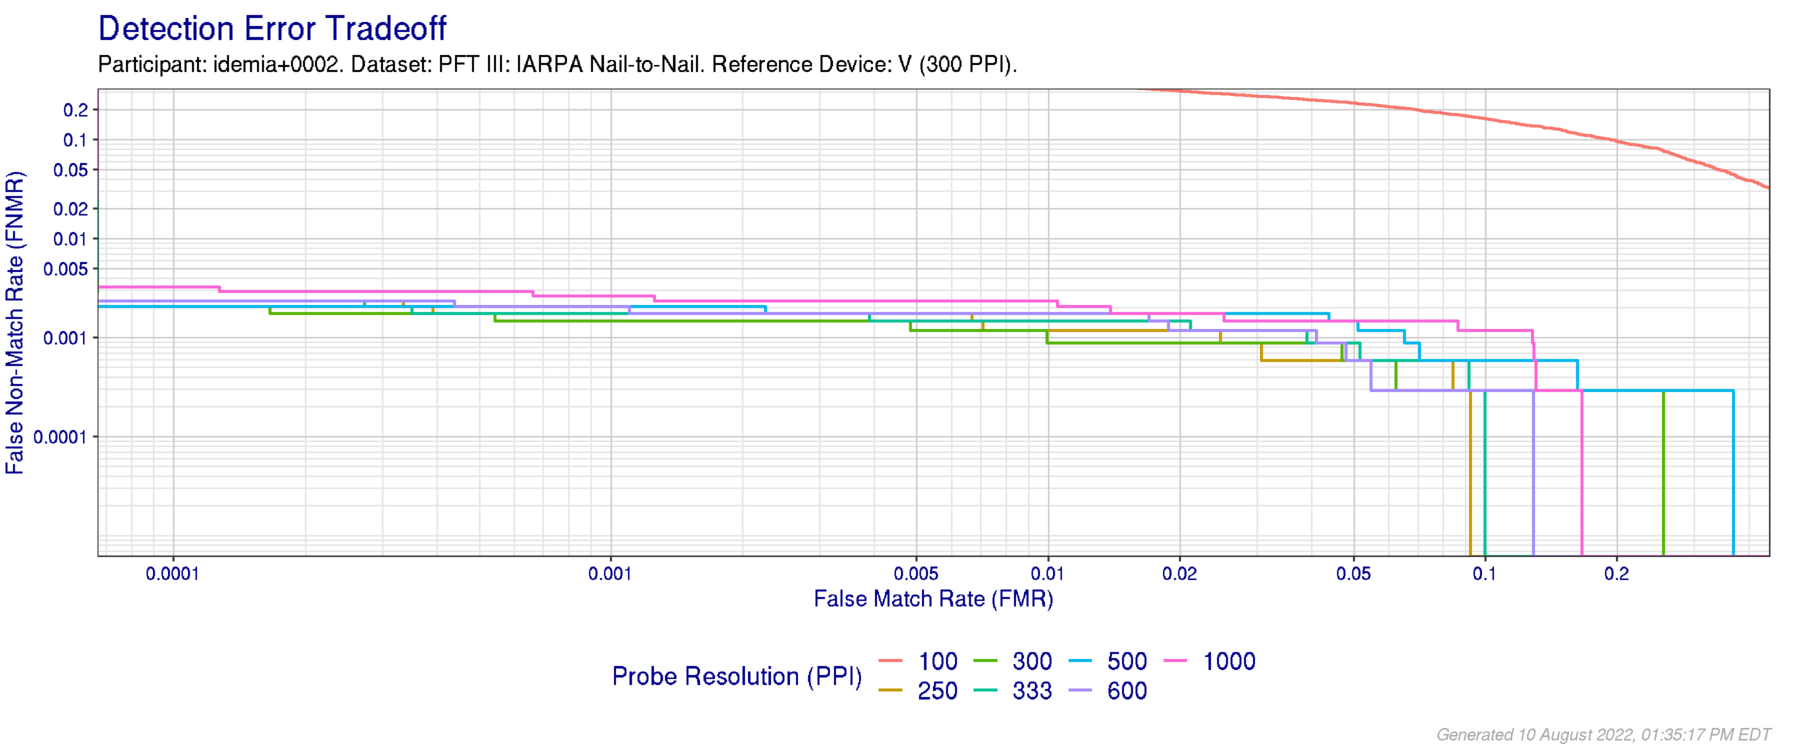 Detection Error Tradeoff
Participant: idemia+0002. Dataset: PFT III: IARPA Nail-to-Nail. Reference Device: V (300 PPI).
False Non-Match Rate (FNMR)
0.2
0.1
0.05
0.02
0.01
0.005
0.001
0.0001
0.0001 0.001 0.005 0.01 0.02 0.05 0.1 0.2
False Match Rate (FMR)
Probe Resolution (PPI)
100 300 500 1000
250 333 600
Generated 10 August 2022, 01:35:17 PM EDT